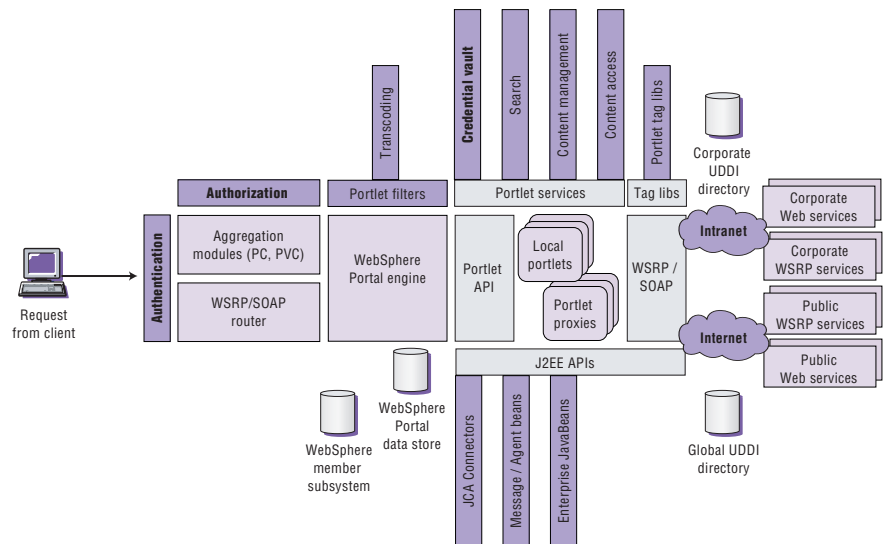 Transcoding
Credential vault
Search
Content management
Content access
Portlet tag libs
Corporate
UDDI
directory
Authorization
Portlet filters
Portlet services
Tag libs
Authentication
Aggregation
modules (PC, PVC)
WSRP/SOAP
router
WebSphere
Portal engine
Portlet
API
Local
portlets
Portlet
proxies
WSRP /
SOAP
Intranet
Internet
Corporate
Web services
Corporate
WSRP services
Public
WSRP services
Public
Web services
Request
from client
J2EE APIs
WebSphere
Portal
data store
WebSphere
member
subsystem
JCA Connectors
Message / Agent beans
Enterprise JavaBeans
Global UDDI
directory